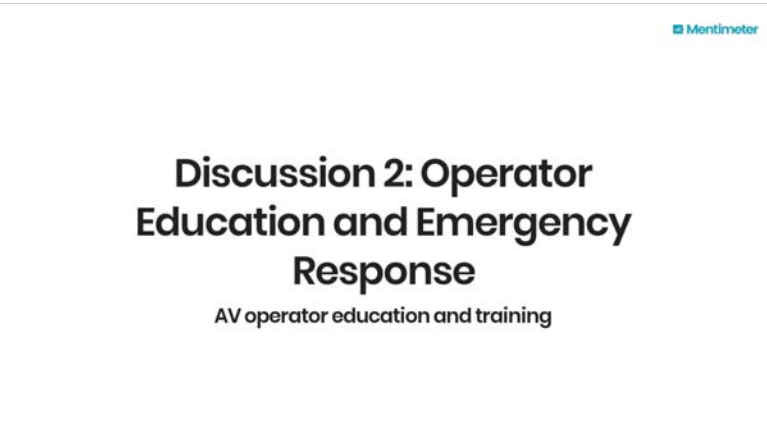 Mentimeter
Discussion 2: Operator
Education and Emergency
Response
AV operator education and training